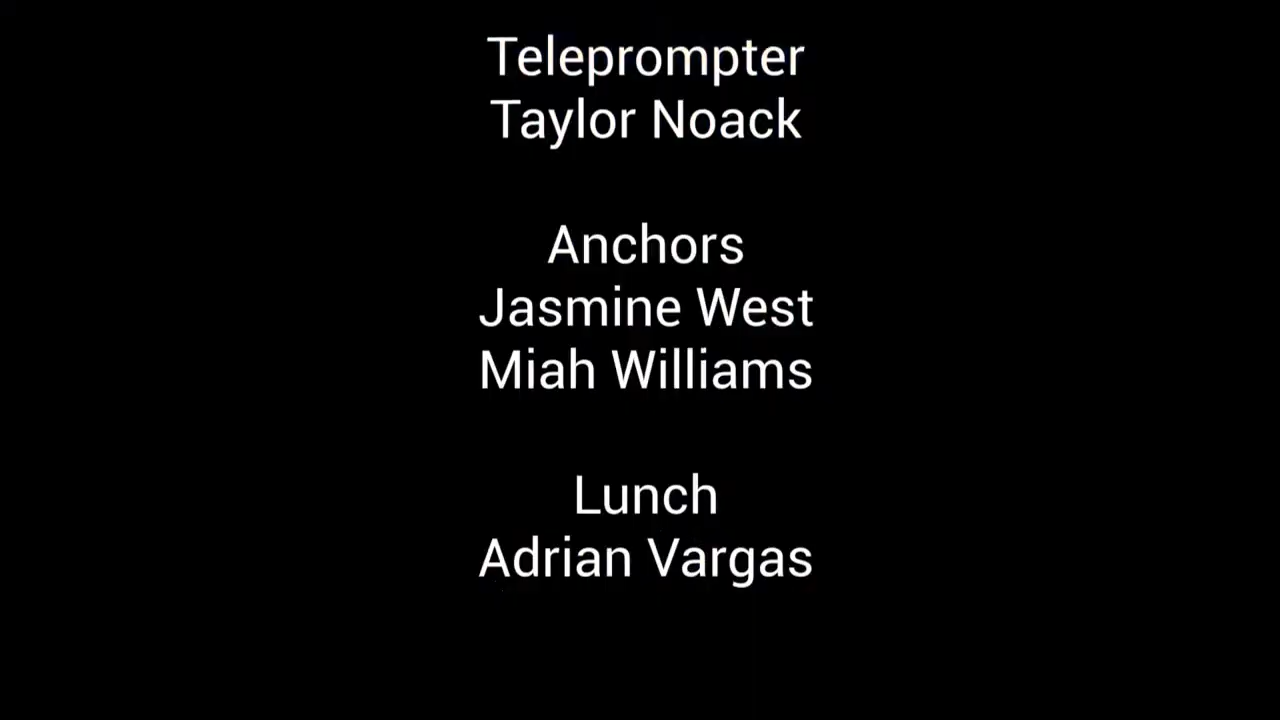 Teleprompter
Taylor Noack
Anchors
Jasmine West
Miah Williams
Lunch
Adrian Vargas